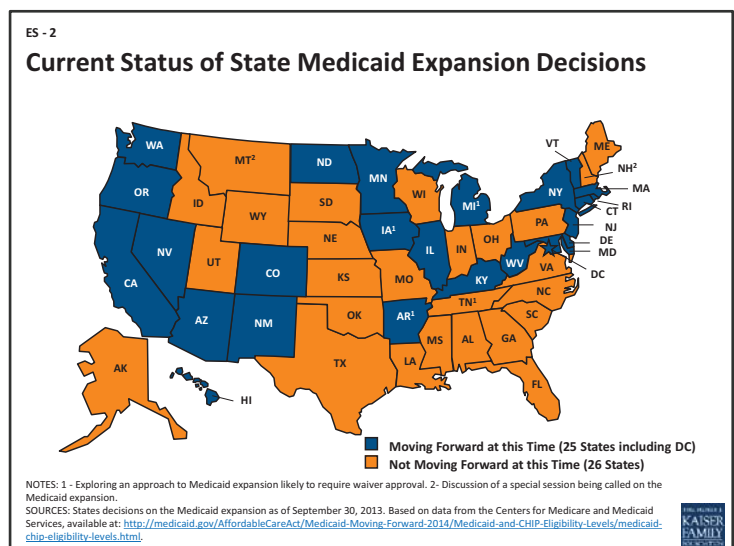 ES - 2
Current Status of State Medicaid Expansion Decisions
WA
OR
CA
NV
ID
MT²
WY
UT
AZ
CO
NM
ND
SD
NE
KS
OK
TX
MN
IA¹
MO
AR¹
LA
WI
IL
MI¹
IN
OH
KY
TN¹
MS
AL
GA
FL
SC
NC
VA
WV
PA
NY
VT
ME
NH²
MA
RI
CT
NJ
DE
MD
DC
AK
HI
Moving Forward at this Time (25 States including DC)
Not Moving Forward at this Time (26 States)
NOTES: 1 - Exploring an approach to Medicaid expansion likely to require waiver approval. 2- Discussion of a special session being called on the
Medicaid expansion.
SOURCES: States decisions on the Medicaid expansion as of September 30, 2013. Based on data from the Centers for Medicare and Medicaid
Services, available at: http://medicaid.gov/AffordableCareAct/Medicaid-Moving-Forward-2014/Medicaid-and-CHIP-Eligibility-Levels/medicaid-
chip-eligibility-levels.html.
THE HENRY J.
KAISER
FAMILY
FOUNDATION